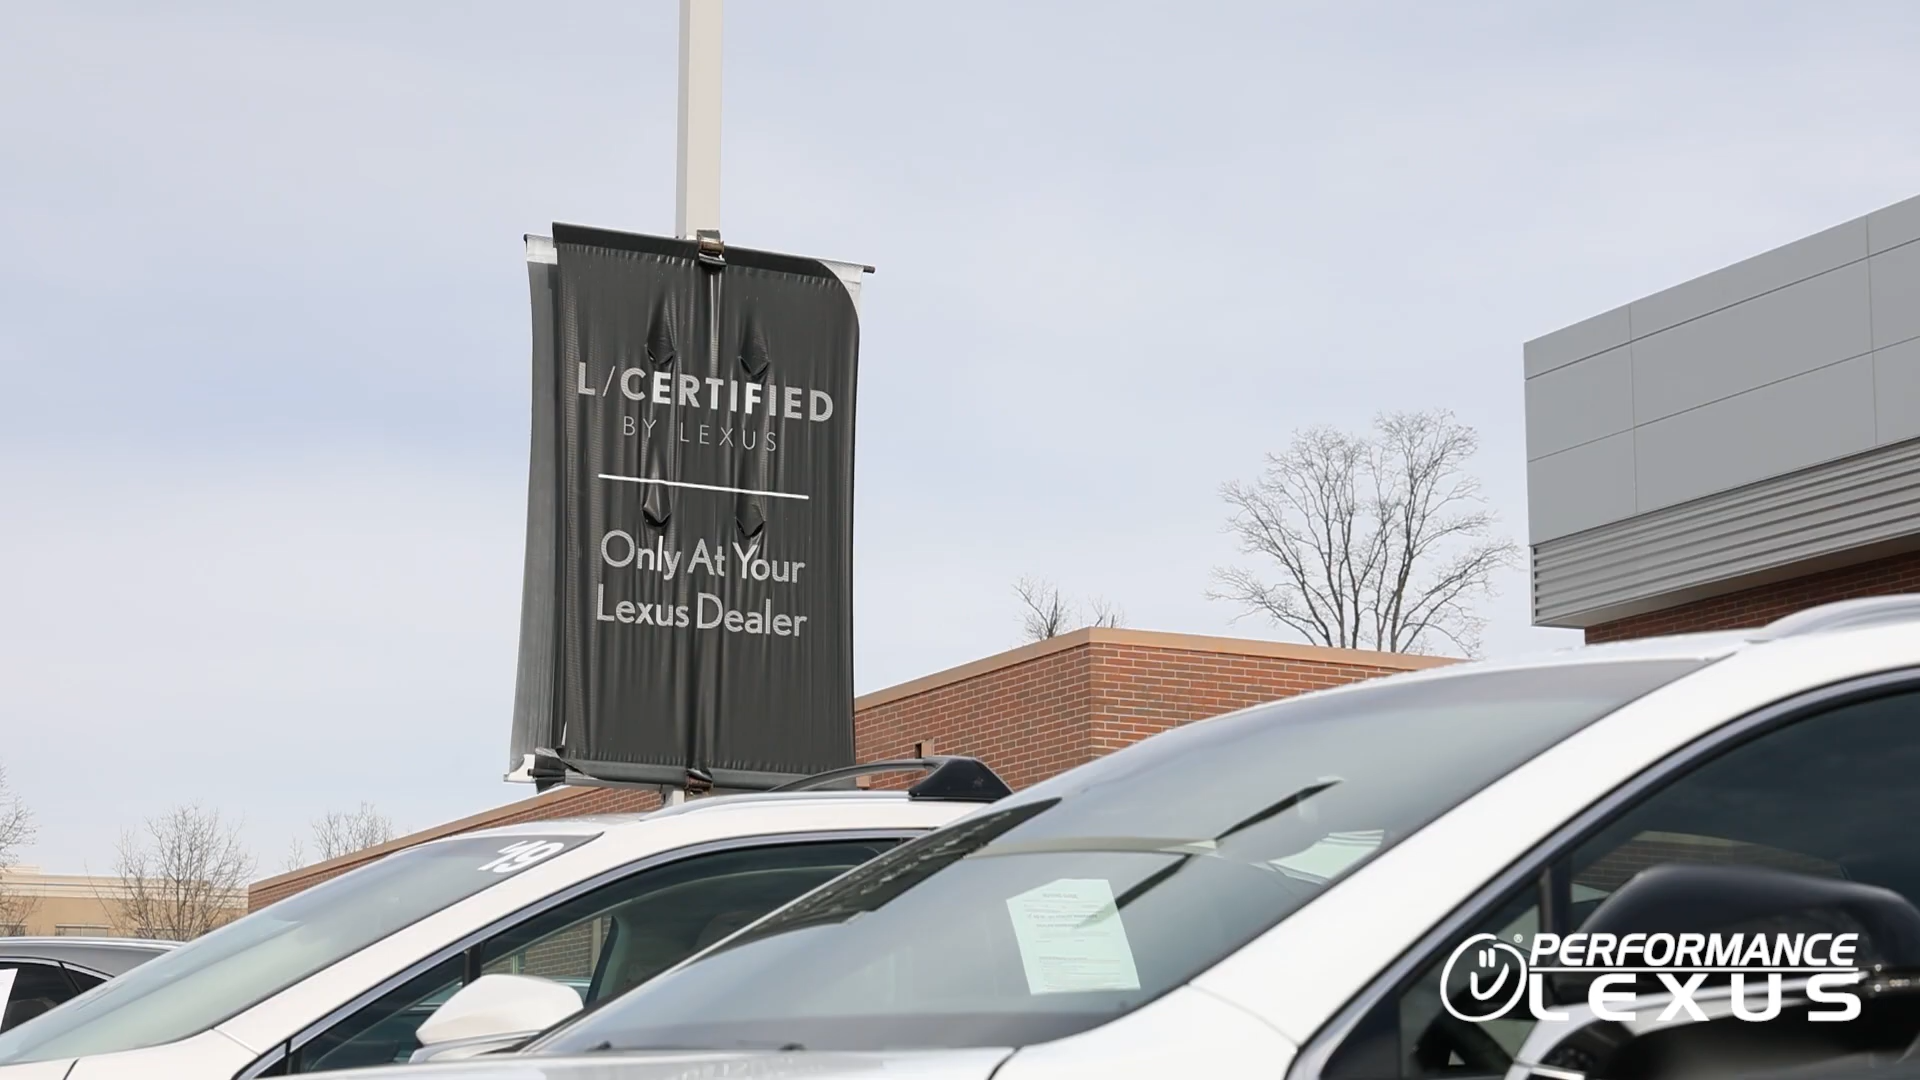 L/CERTIFIED
BY LEXUS
Only At Your
Lexus Dealer
'19
PERFORMANCE
LEXUS